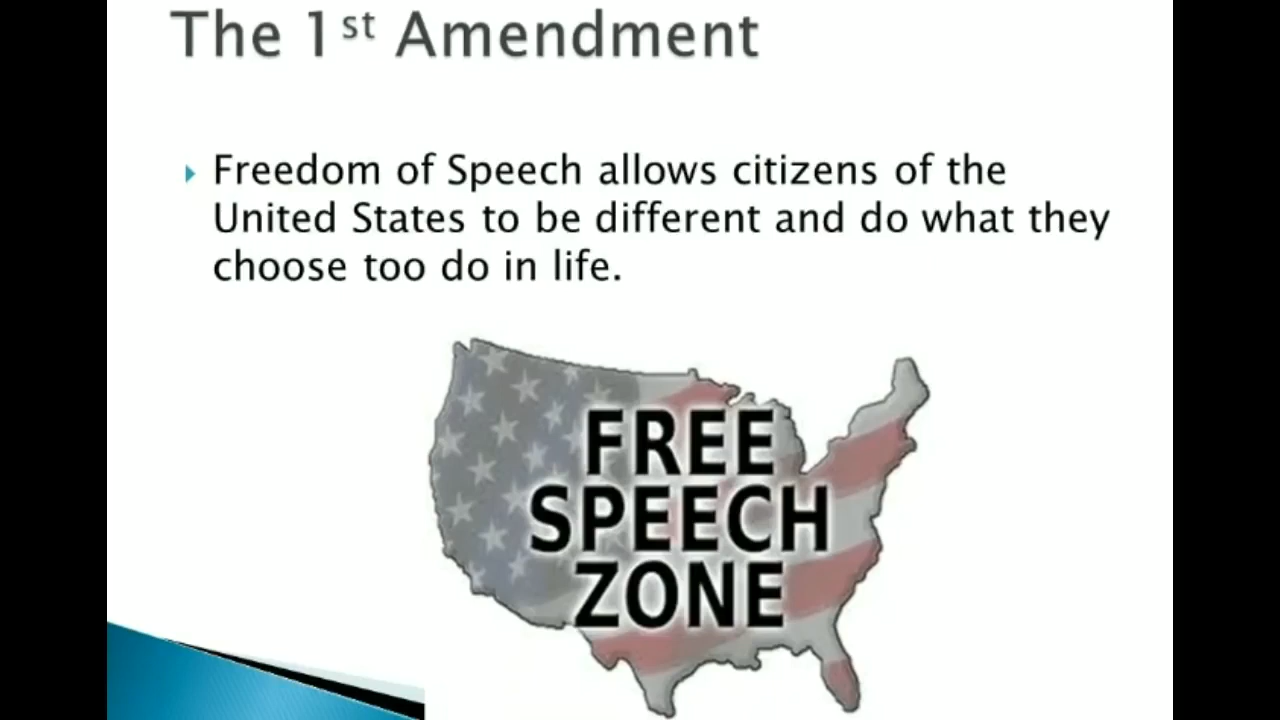 The 1st Amendment
Freedom of Speech allows citizens of the
United States to be different and do what they
choose too do in life.
FREE
SPEECH
ZONE